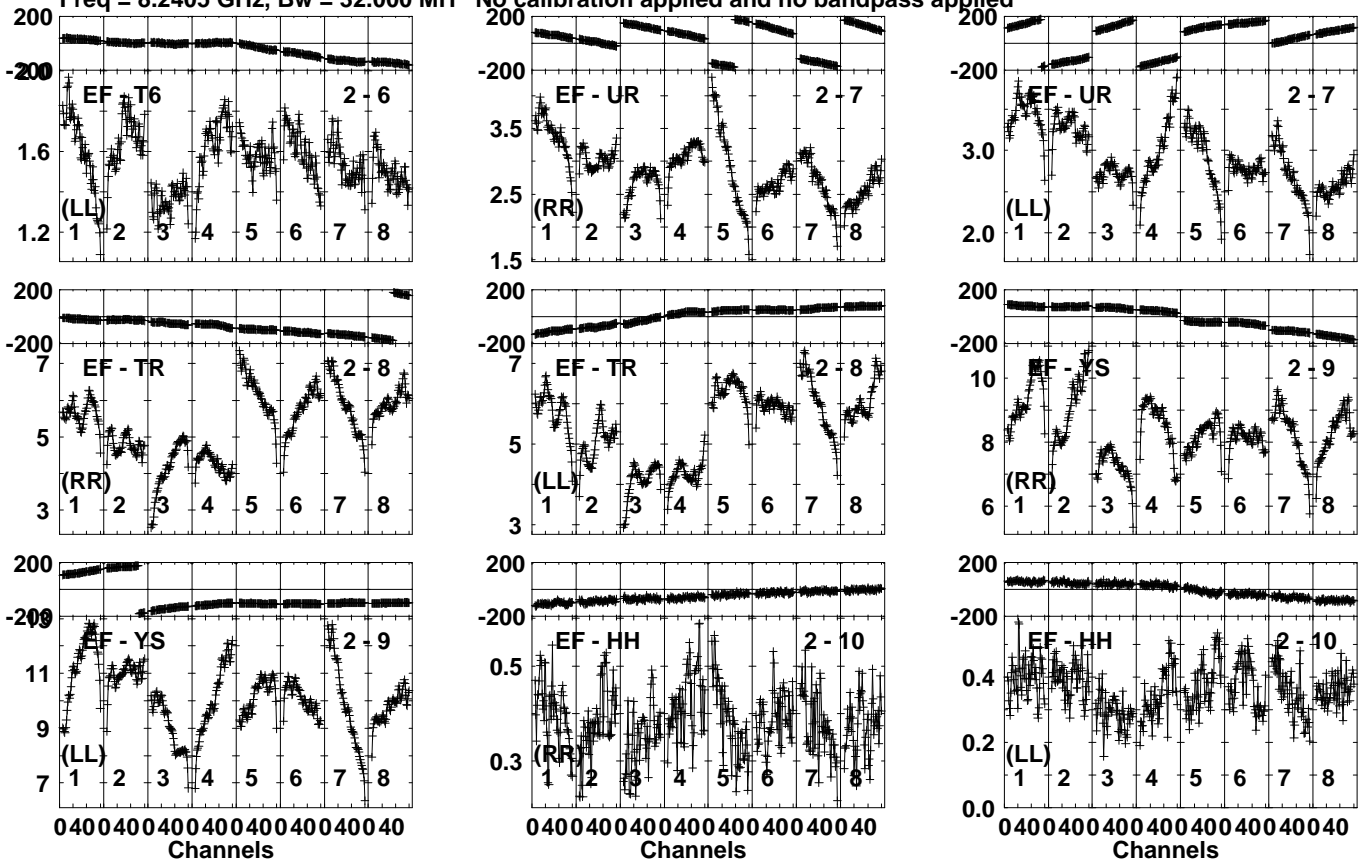 Freq = 8.2405 GHz, Bw = 32.000 MH No calibration applied and no bandpass applied
200 200 200
-200 -200 -200
2.0
EF - T6 2 - 6 EF - UR 2 - 7 EF - UR 2 - 7
1.6 3.5 3.0
(LL) (RR) 2.5 (LL)
1.2 1 2 3 4 5 6 7 8 1 2 3 4 5 6 7 8 2.0 1 2 3 4 5 6 7 8
1.5
200 200 200
-200 -200 -200
7 EF - TR 2 - 8 7 EF - TR 2 - 8 10 EF - YS 2 - 9
5 5 8
(RR) (LL) (RR)
3 1 2 3 4 5 6 7 8 3 1 2 3 4 5 6 7 8 6 1 2 3 4 5 6 7 8
200 200 200
-200 -200 -200
13
EF - YS 2 - 9 EF - HH 2 - 10 EF - HH 2 - 10
11 0.5 0.4
9
(LL) (RR) 0.3 (LL) 0.2
7 1 2 3 4 5 6 7 8 1 2 3 4 5 6 7 8 1 2 3 4 5 6 7 8
0.0
0 40 0 40 0 40 0 40 0 40 0 40 0 40 0 40 0 40 0 40 0 40 0 40 0 40 0 40 0 40 0 40 0 40 0 40 0 40 0 40 0 40 0 40 0 40 0 40
Channels Channels Channels